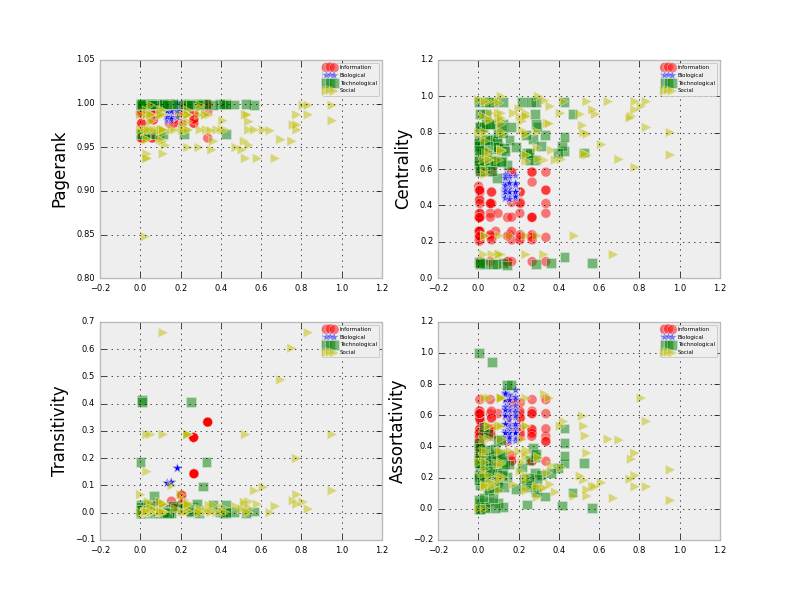 Pagerank
1.05
1.00
0.95
0.90
0.85
0.80
−0.2 0.0 0.2 0.4 0.6 0.8 1.0 1.2
Information
Biological
Technological
Social
Centrality
1.2
1.0
0.8
0.6
0.4
0.2
0.0
−0.2 0.0 0.2 0.4 0.6 0.8 1.0 1.2
Information
Biological
Technological
Social
Transitivity
0.7
0.6
0.5
0.4
0.3
0.2
0.1
0.0
−0.1
−0.2 0.0 0.2 0.4 0.6 0.8 1.0 1.2
Information
Biological
Technological
Social
Assortativity
1.2
1.0
0.8
0.6
0.4
0.2
0.0
−0.2
−0.2 0.0 0.2 0.4 0.6 0.8 1.0 1.2
Information
Biological
Technological
Social